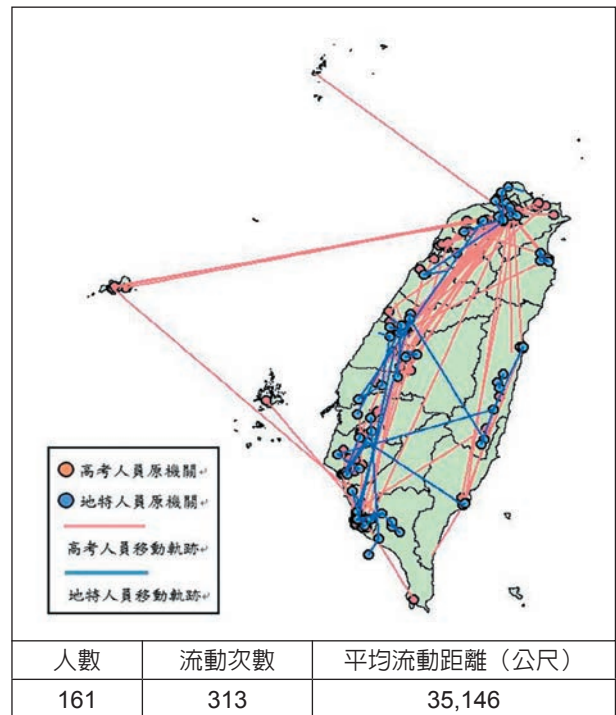 高考人員原機關
地特人員原機關
高考人員移動軌跡
地特人員移動軌跡
人數 流動次數 平均流動距離（公尺）
161 313 35,146